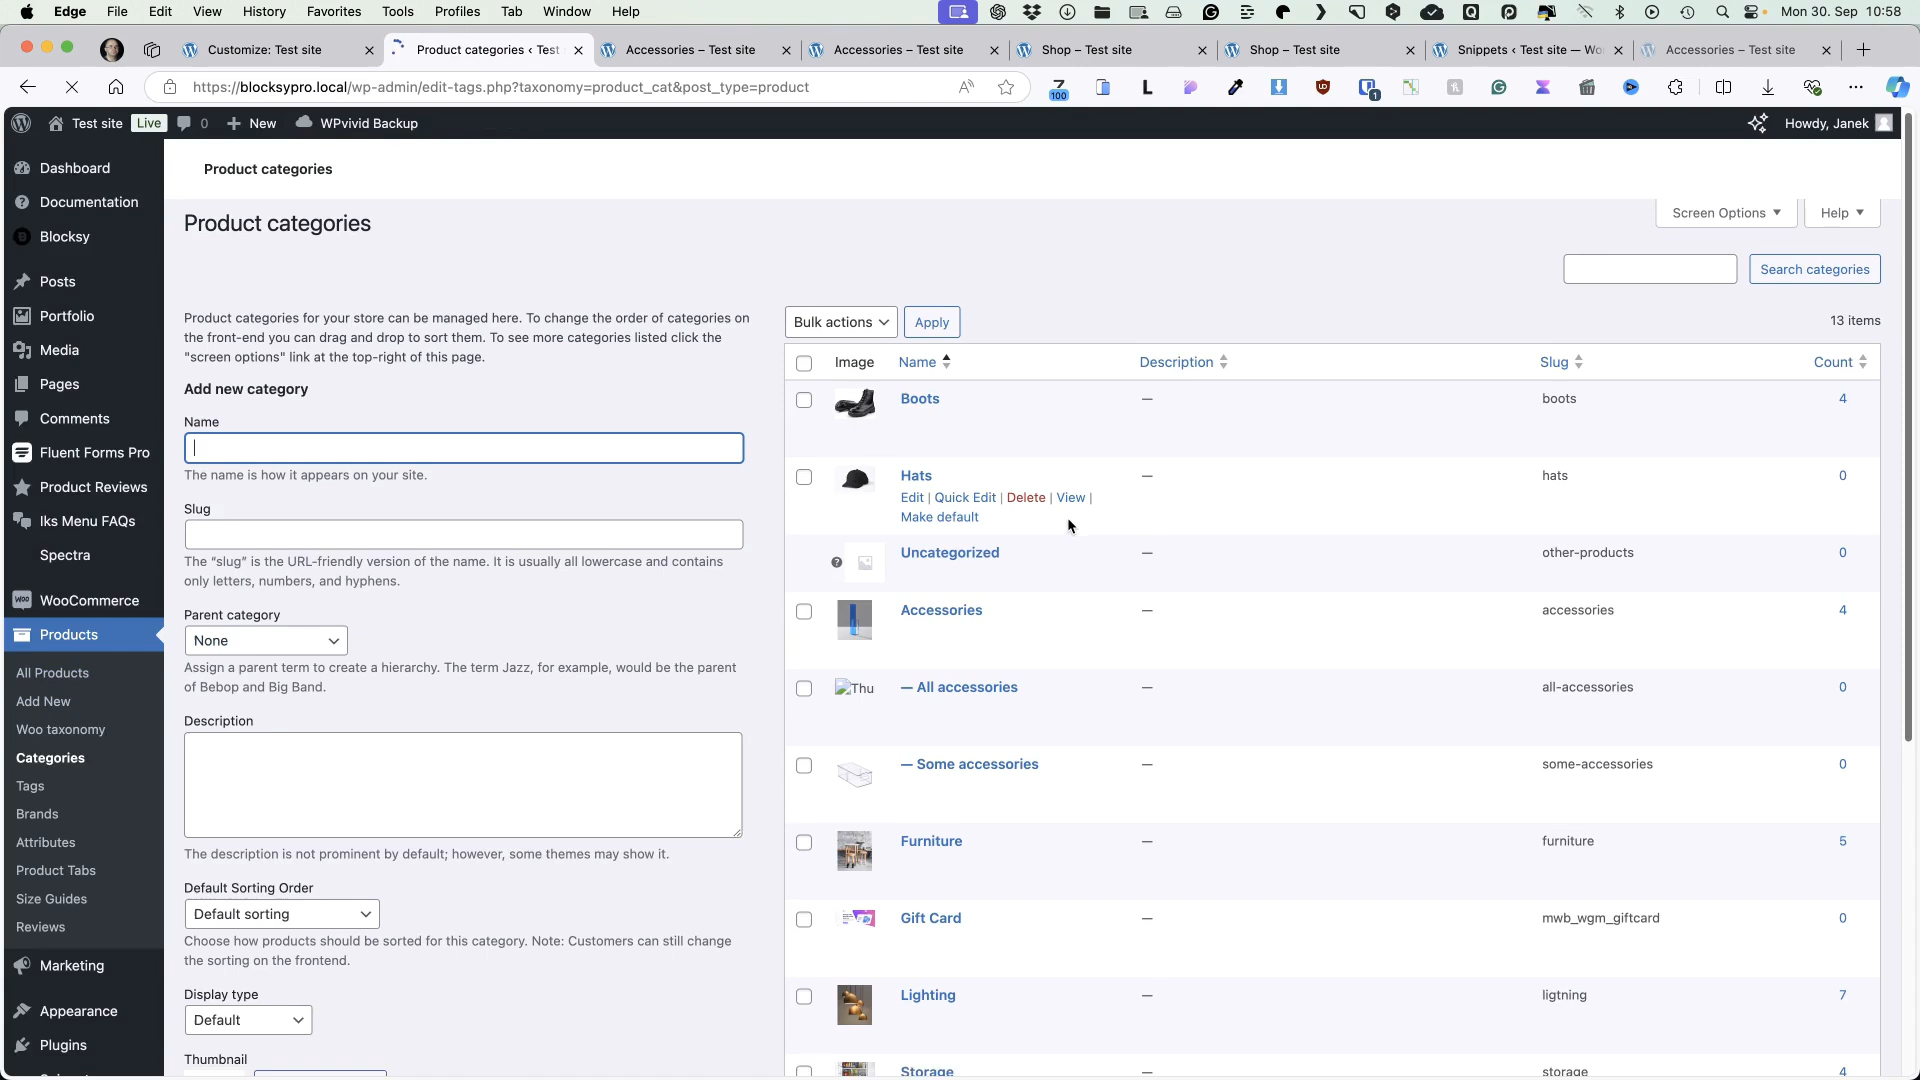 Edge File Edit View History Favorites Tools Profiles Tab Window Help Mon 30. Sep 10:58
Customize: Test site
Product categories ‹ Test
Accessories – Test site
Accessories – Test site
Shop – Test site
Shop – Test site
Snippets ‹ Test site — Wo
Accessories – Test site
https://blocksypro.local/wp-admin/edit-tags.php?taxonomy=product_cat&post_type=product
100
1
Test site Live 0 New WPvivid Backup Howdy, Janek
Dashboard
Documentation
Blocksy
Posts
Portfolio
Media
Pages
Comments
Fluent Forms Pro
Product Reviews
Iks Menu FAQs
Spectra
WooCommerce
Products
All Products
Add New
Woo taxonomy
Categories
Tags
Brands
Attributes
Product Tabs
Size Guides
Reviews
Marketing
Appearance
Plugins
Product categories
Product categories
Screen Options
Help
Search categories
Product categories for your store can be managed here. To change the order of categories on
the front-end you can drag and drop to sort them. To see more categories listed click the
"screen options" link at the top-right of this page.
Add new category
Name
The name is how it appears on your site.
Slug
The “slug” is the URL-friendly version of the name. It is usually all lowercase and contains
only letters, numbers, and hyphens.
Parent category
None
Assign a parent term to create a hierarchy. The term Jazz, for example, would be the parent
of Bebop and Big Band.
Description
The description is not prominent by default; however, some themes may show it.
Default Sorting Order
Default sorting
Choose how products should be sorted for this category. Note: Customers can still change
the sorting on the frontend.
Display type
Default
Thumbnail
Bulk actions Apply 13 items
Image Name Description Slug Count
Boots — boots 4
Hats — hats 0
Edit | Quick Edit | Delete | View |
Make default
Uncategorized — other-products 0
Accessories — accessories 4
Thu — All accessories — all-accessories 0
— Some accessories — some-accessories 0
Furniture — furniture 5
Gift Card — mwb_wgm_giftcard 0
Lighting — ligtning 7
Storage — storage 4